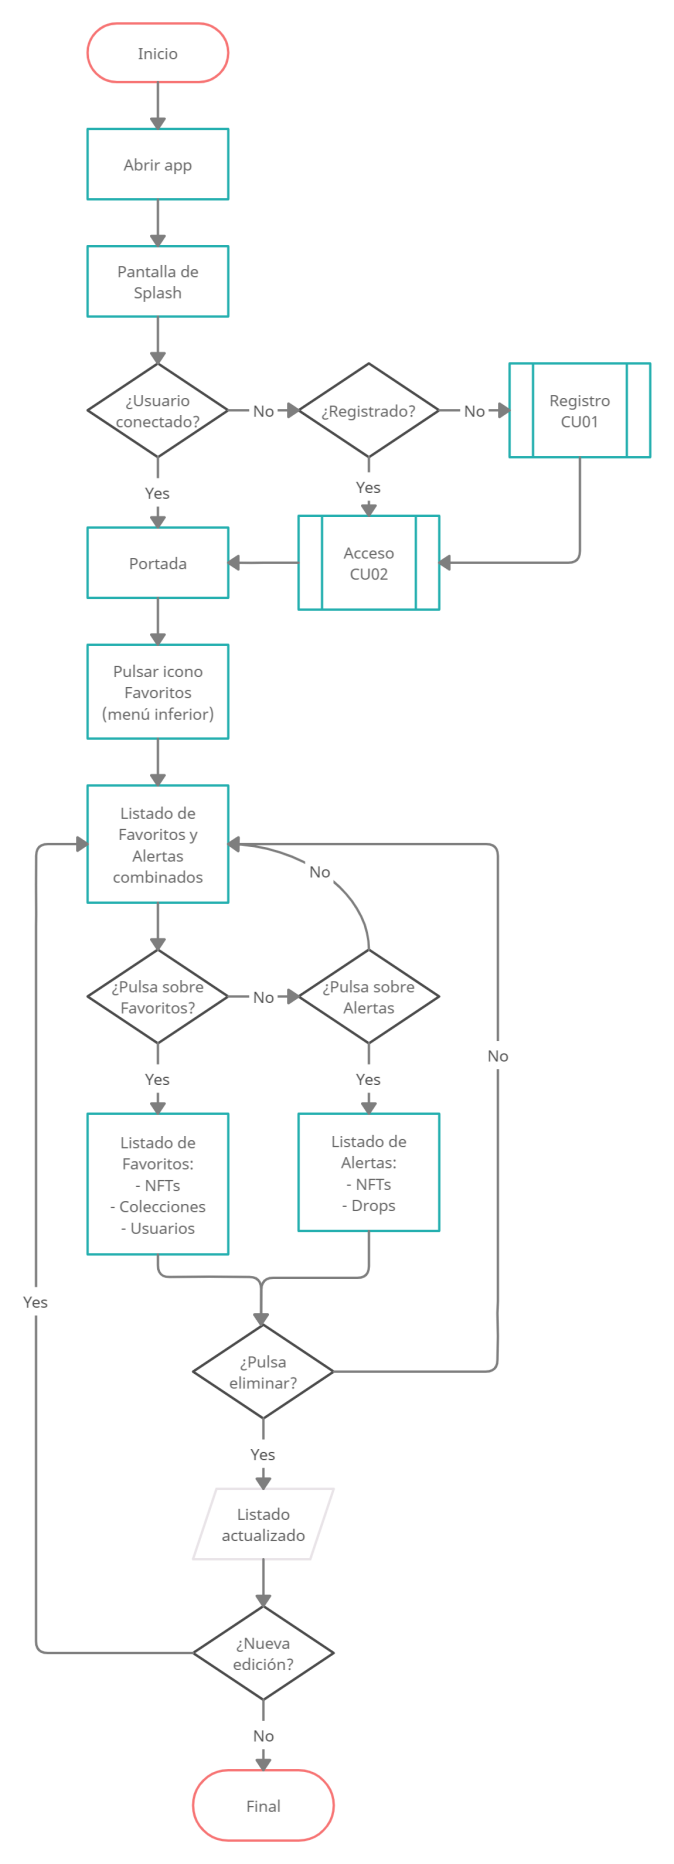 Inicio
Abrir app
Pantalla de
Splash
¿Usuario
conectado?
No
¿Registrado?
No
Registro
CU01
Yes
Yes
Portada
Acceso
CU02
Pulsar icono
Favoritos
(menú inferior)
Listado de
Favoritos y
Alertas
combinados
No
¿Pulsa sobre
Favoritos?
No
¿Pulsa sobre
Alertas
No
Yes
Yes
Listado de
Favoritos:
- NFTs
- Colecciones
- Usuarios
Listado de
Alertas:
- NFTs
- Drops
Yes
¿Pulsa
eliminar?
Yes
Listado
actualizado
¿Nueva
edición?
No
Final